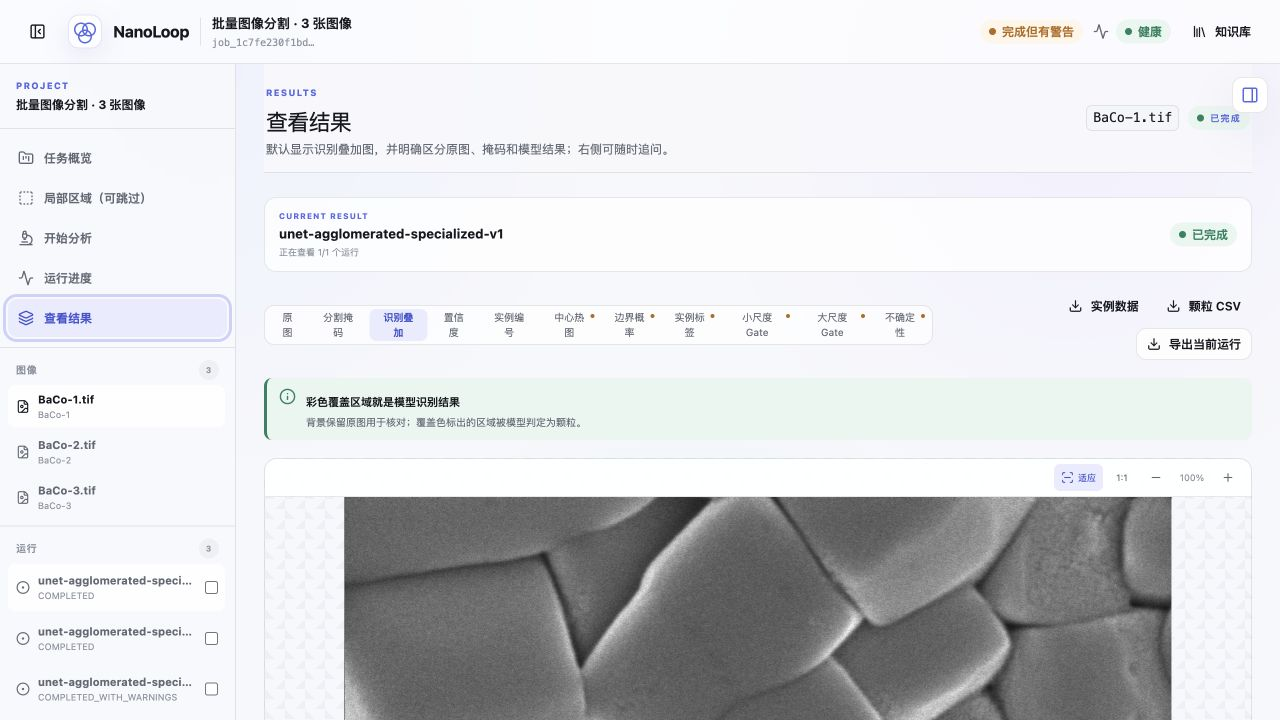 NanoLoop
批量图像分割 · 3 张图像
job_1c7fe230f1bd…
完成但有警告
健康
知识库
PROJECT
批量图像分割 · 3 张图像
任务概览
局部区域（可跳过）
开始分析
运行进度
查看结果
图像
3
BaCo-1.tif
BaCo-1
BaCo-2.tif
BaCo-2
BaCo-3.tif
BaCo-3
运行
3
unet-agglomerated-speci...
COMPLETED
unet-agglomerated-speci...
COMPLETED
unet-agglomerated-speci...
COMPLETED_WITH_WARNINGS
RESULTS
查看结果
默认显示识别叠加图，并明确区分原图、掩码和模型结果；右侧可随时追问。
BaCo-1.tif
已完成
CURRENT RESULT
unet-agglomerated-specialized-v1
正在查看 1/1 个运行
已完成
原图
分割掩码
识别叠加
置信度
实例编号
中心热图
边界概率
实例标签
小尺度 Gate
大尺度 Gate
不确定性
实例数据
颗粒 CSV
导出当前运行
彩色覆盖区域就是模型识别结果
背景保留原图用于核对；覆盖色标出的区域被模型判定为颗粒。
适应
1:1
100%